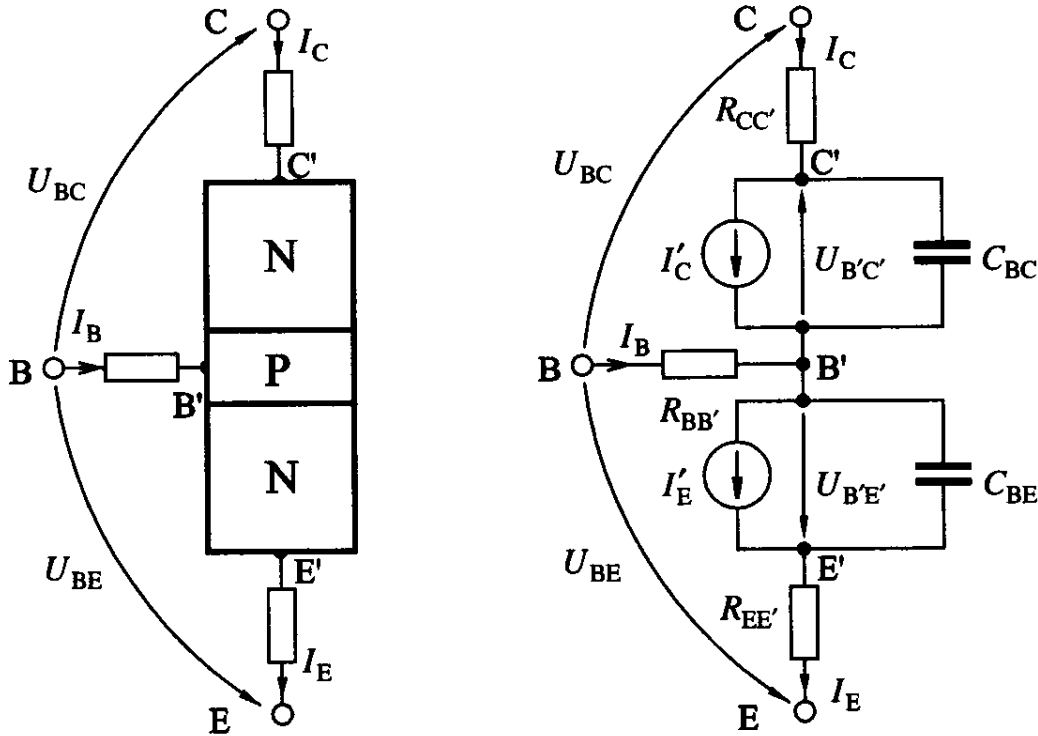 C
I_C
C'
U_BC
N
I_B
B
P
B'
N
U_BE
E'
I_E
E
C
I_C
R_CC'
C'
U_BC
I'_C
U_B'C'
C_BC
I_B
B
B'
R_BB'
I'_E
U_B'E'
C_BE
U_BE
E'
R_EE'
I_E
E